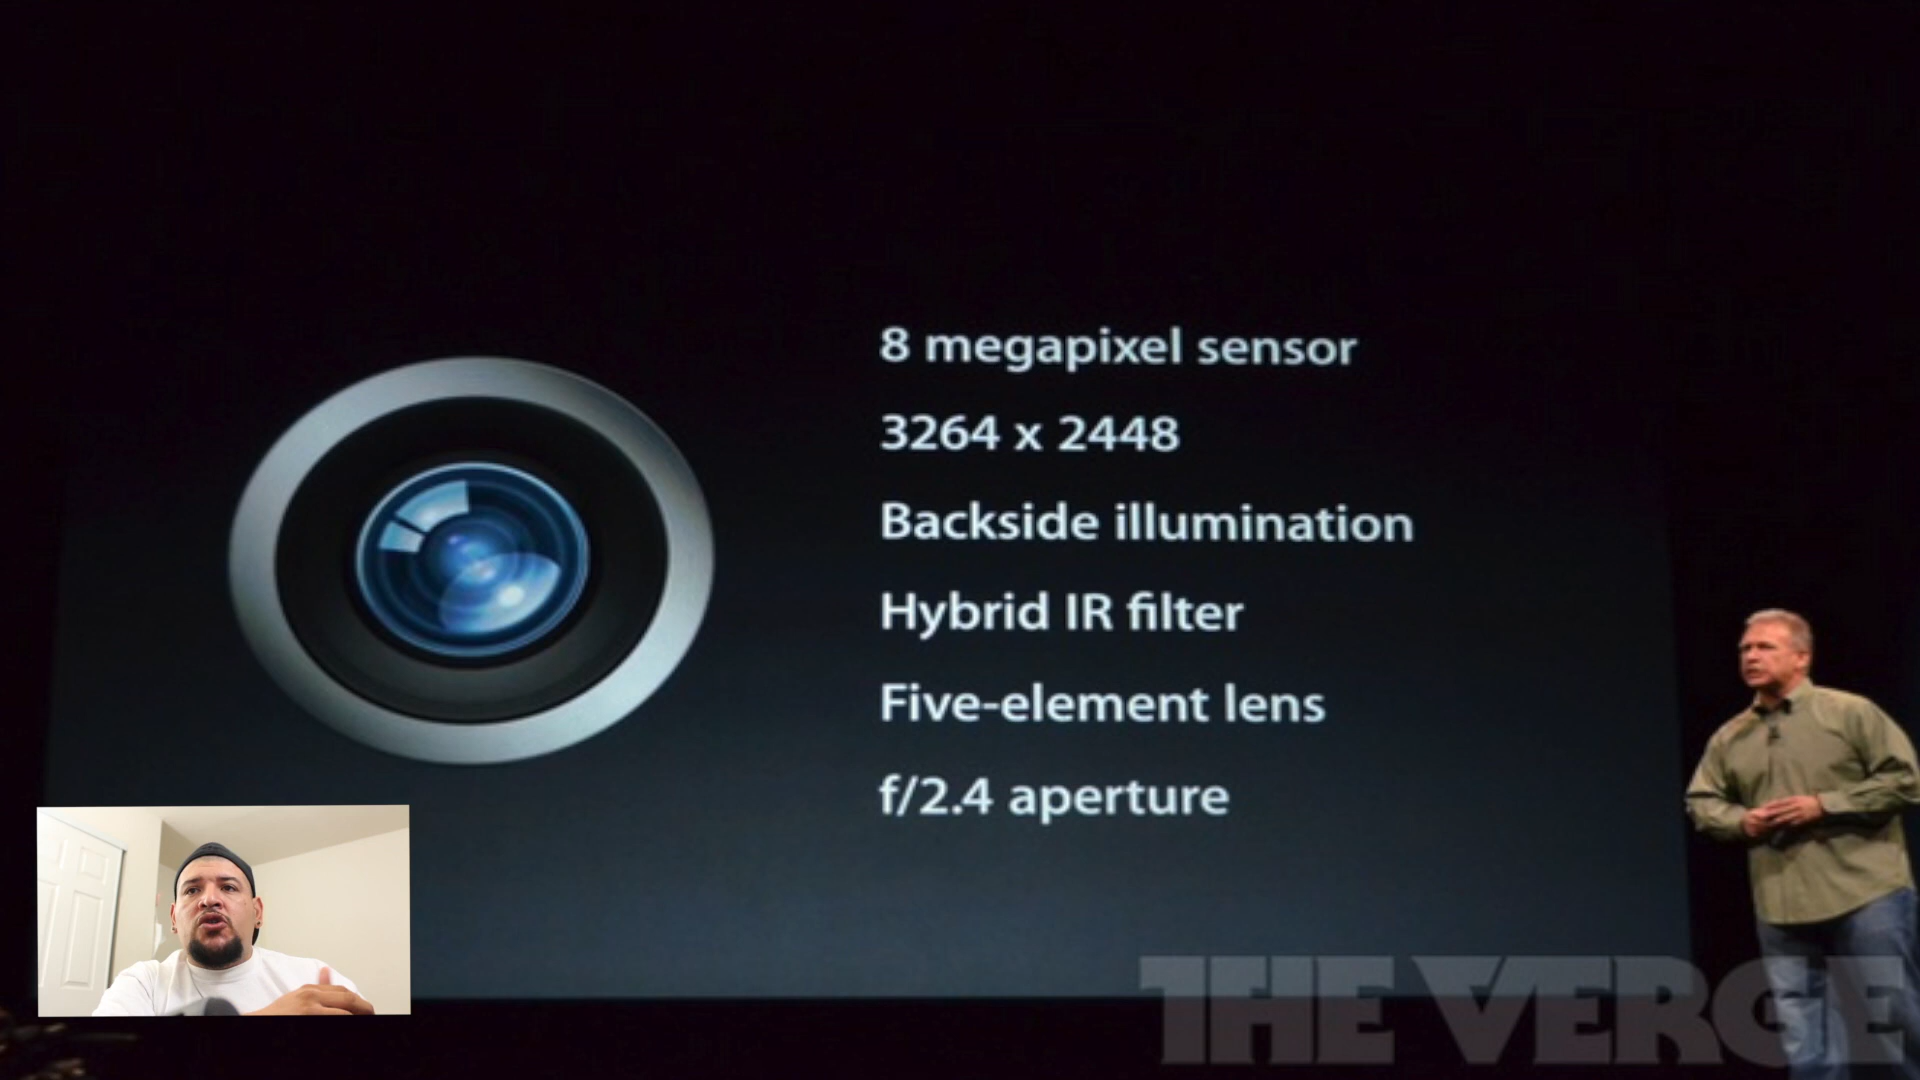 8 megapixel sensor
3264 x 2448
Backside illumination
Hybrid IR filter
Five-element lens
f/2.4 aperture
THE VERGE